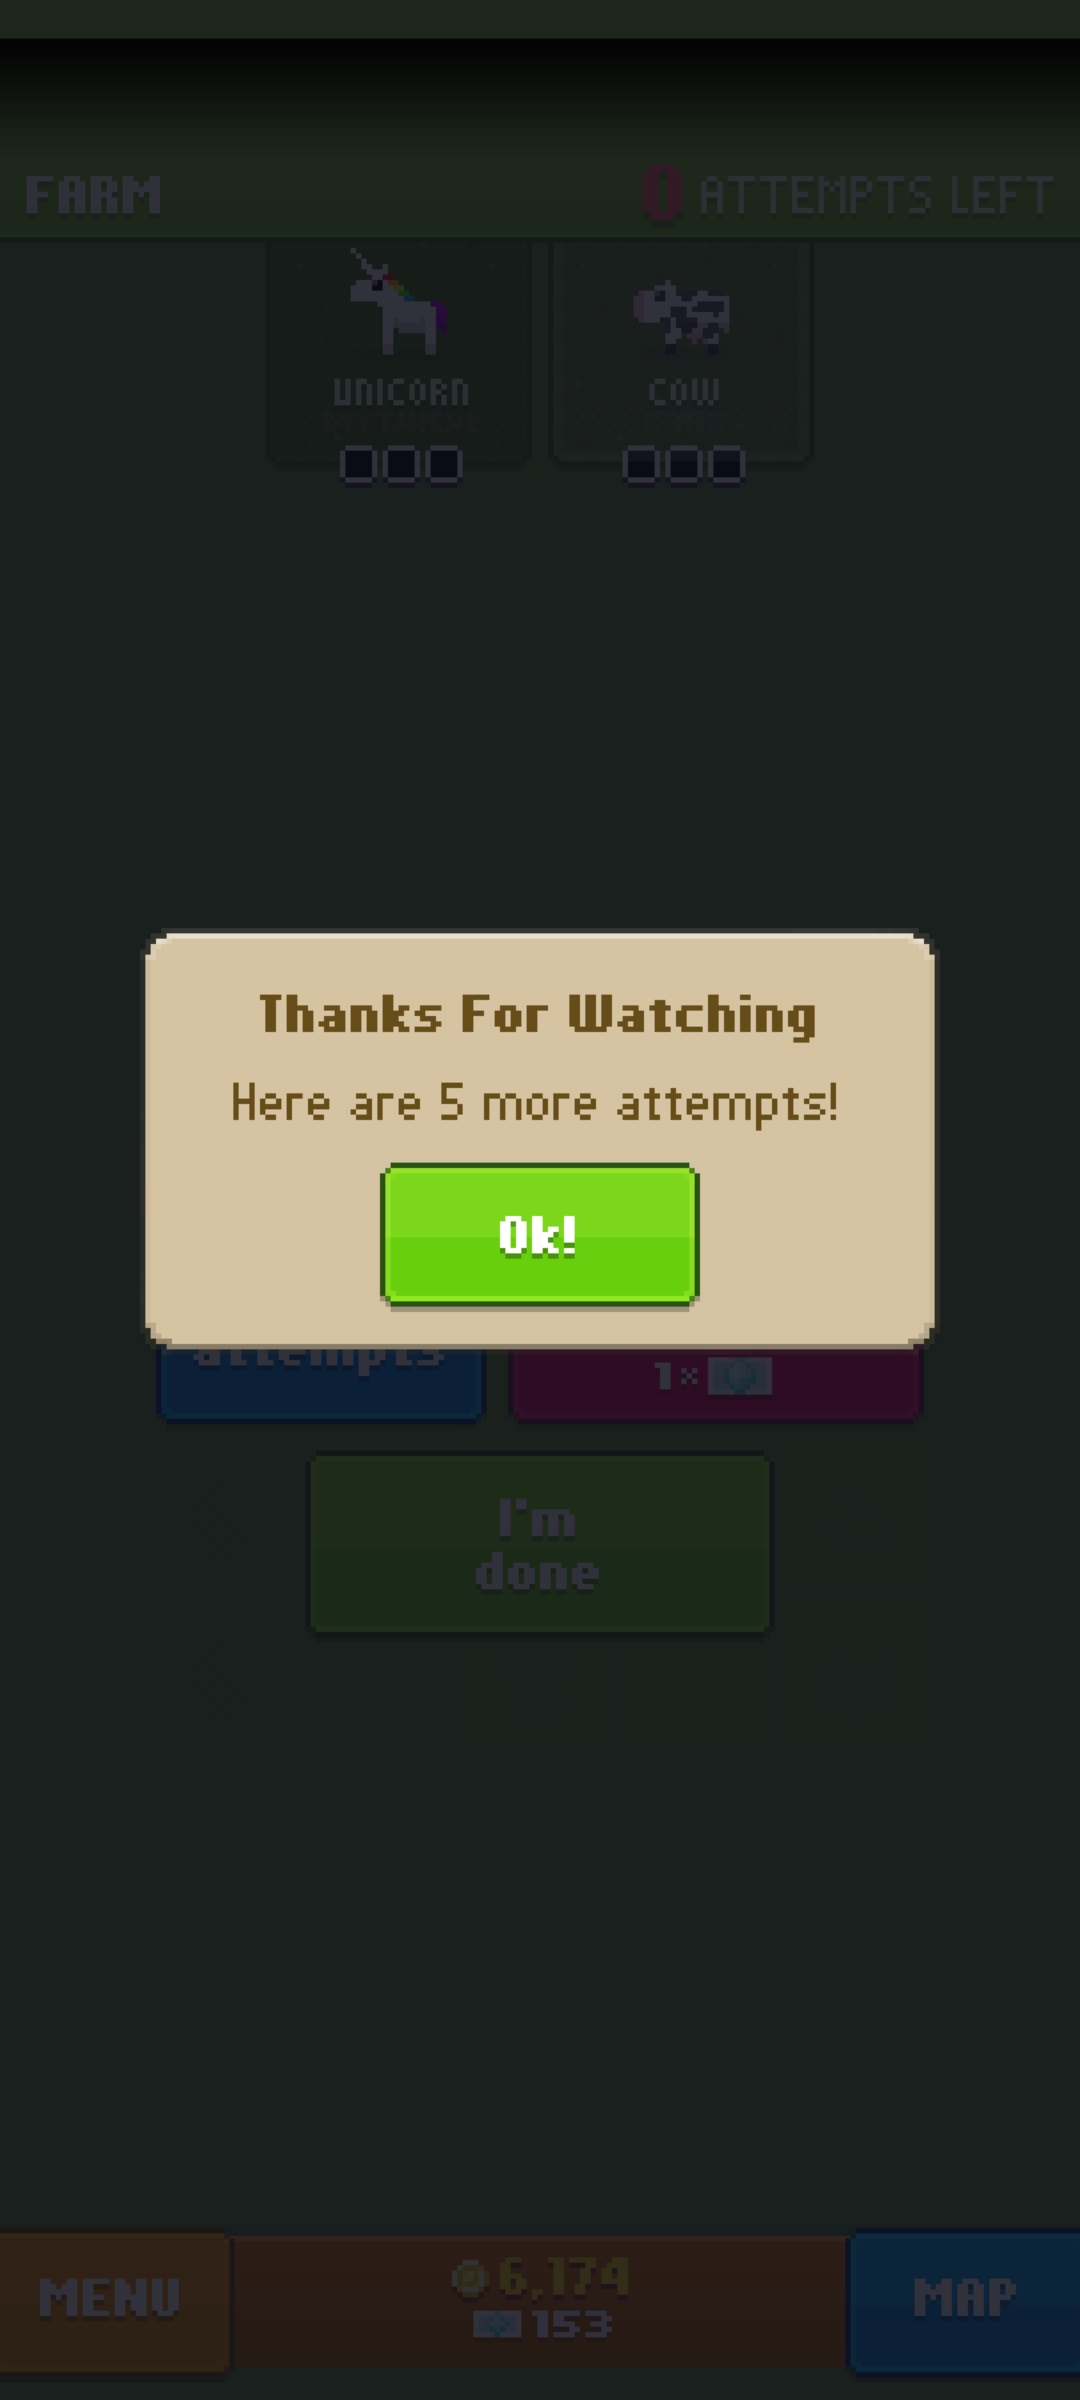 FARM
0 ATTEMPTS LEFT
UNICORN
COW
Thanks For Watching
Here are 5 more attempts!
Ok!
attempts
1×
I'm
done
MENU
6,174
153
MAP